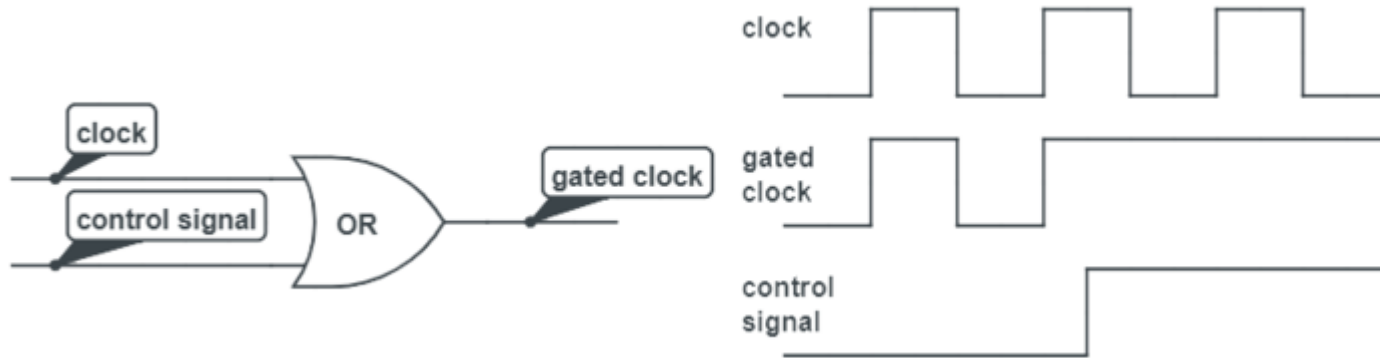 clock
control signal
OR
gated clock
clock
gated
clock
control
signal